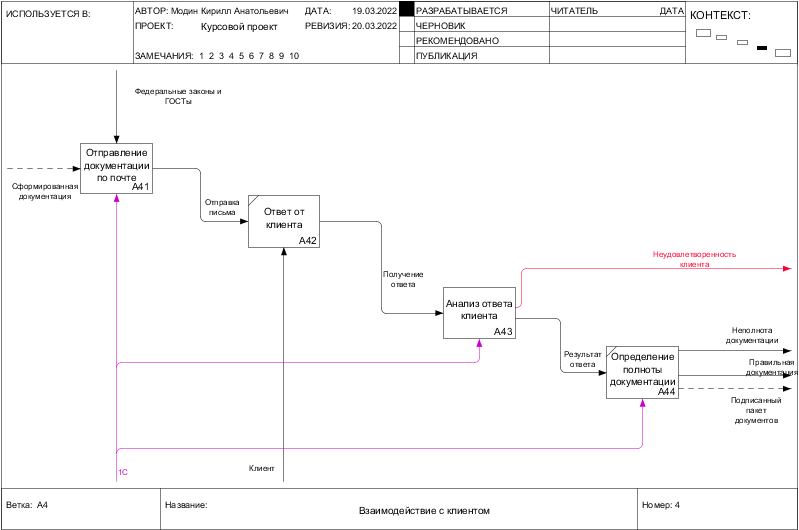 ИСПОЛЬЗУЕТСЯ В:
АВТОР: Модин Кирилл Анатольевич
ДАТА: 19.03.2022
ПРОЕКТ: Курсовой проект
РЕВИЗИЯ: 20.03.2022
ЗАМЕЧАНИЯ: 1 2 3 4 5 6 7 8 9 10
РАЗРАБАТЫВАЕТСЯ
ЧЕРНОВИК
РЕКОМЕНДОВАНО
ПУБЛИКАЦИЯ
ЧИТАТЕЛЬ
ДАТА
КОНТЕКСТ:
Федеральные законы и
ГОСТы
Отправление
документации
по почте
A41
Сформированная
документация
Отправка
письма
Ответ от
клиента
A42
Получение
ответа
Неудовлетворенность
клиента
Анализ ответа
клиента
A43
Результат
ответа
Определение
полноты
документации
A44
Неполнота
документации
Правильная
документация
Подписанный
пакет
документов
1С
Клиент
Ветка: A4
Название:
Взаимодействие с клиентом
Номер: 4